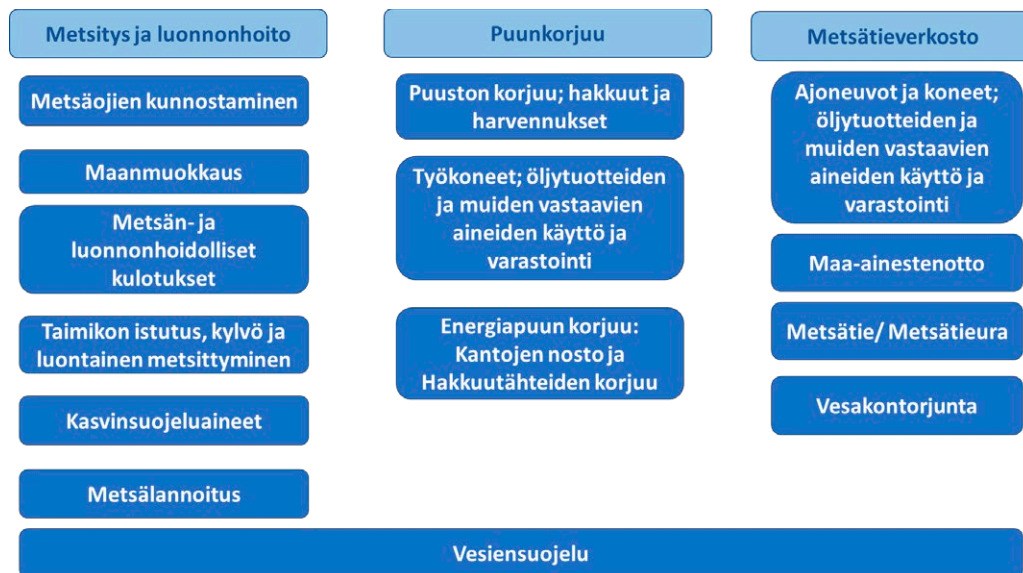 Metsitys ja luonnonhoito
Metsäojien kunnostaminen
Maanmuokkaus
Metsän- ja
luonnonhoidolliset
kulotukset
Taimikon istutus, kylvö ja
luontainen metsittyminen
Kasvinsuojeluaineet
Metsälannoitus
Puunkorjuu
Puuston korjuu; hakkuut ja
harvennukset
Työkoneet; öljytuotteiden
ja muiden vastaavien
aineiden käyttö ja
varastointi
Energiapuun korjuu:
Kantojen nosto ja
Hakkuutähteiden korjuu
Metsätieverkosto
Ajoneuvot ja koneet;
öljytuotteiden ja
muiden vastaavien
aineiden käyttö ja
varastointi
Maa-ainestenotto
Metsätie/ Metsätieura
Vesakontorjunta
Vesiensuojelu